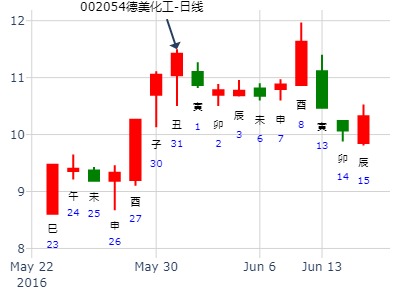 002054德美化工-日线
12
11
10
9
8
巳
23
午
24
未
25
申
26
酉
27
子
30
丑
31
寅
1
卯
2
辰
3
未
6
申
7
酉
8
寅
13
卯
14
辰
15
May 22
2016
May 30
Jun 6
Jun 13